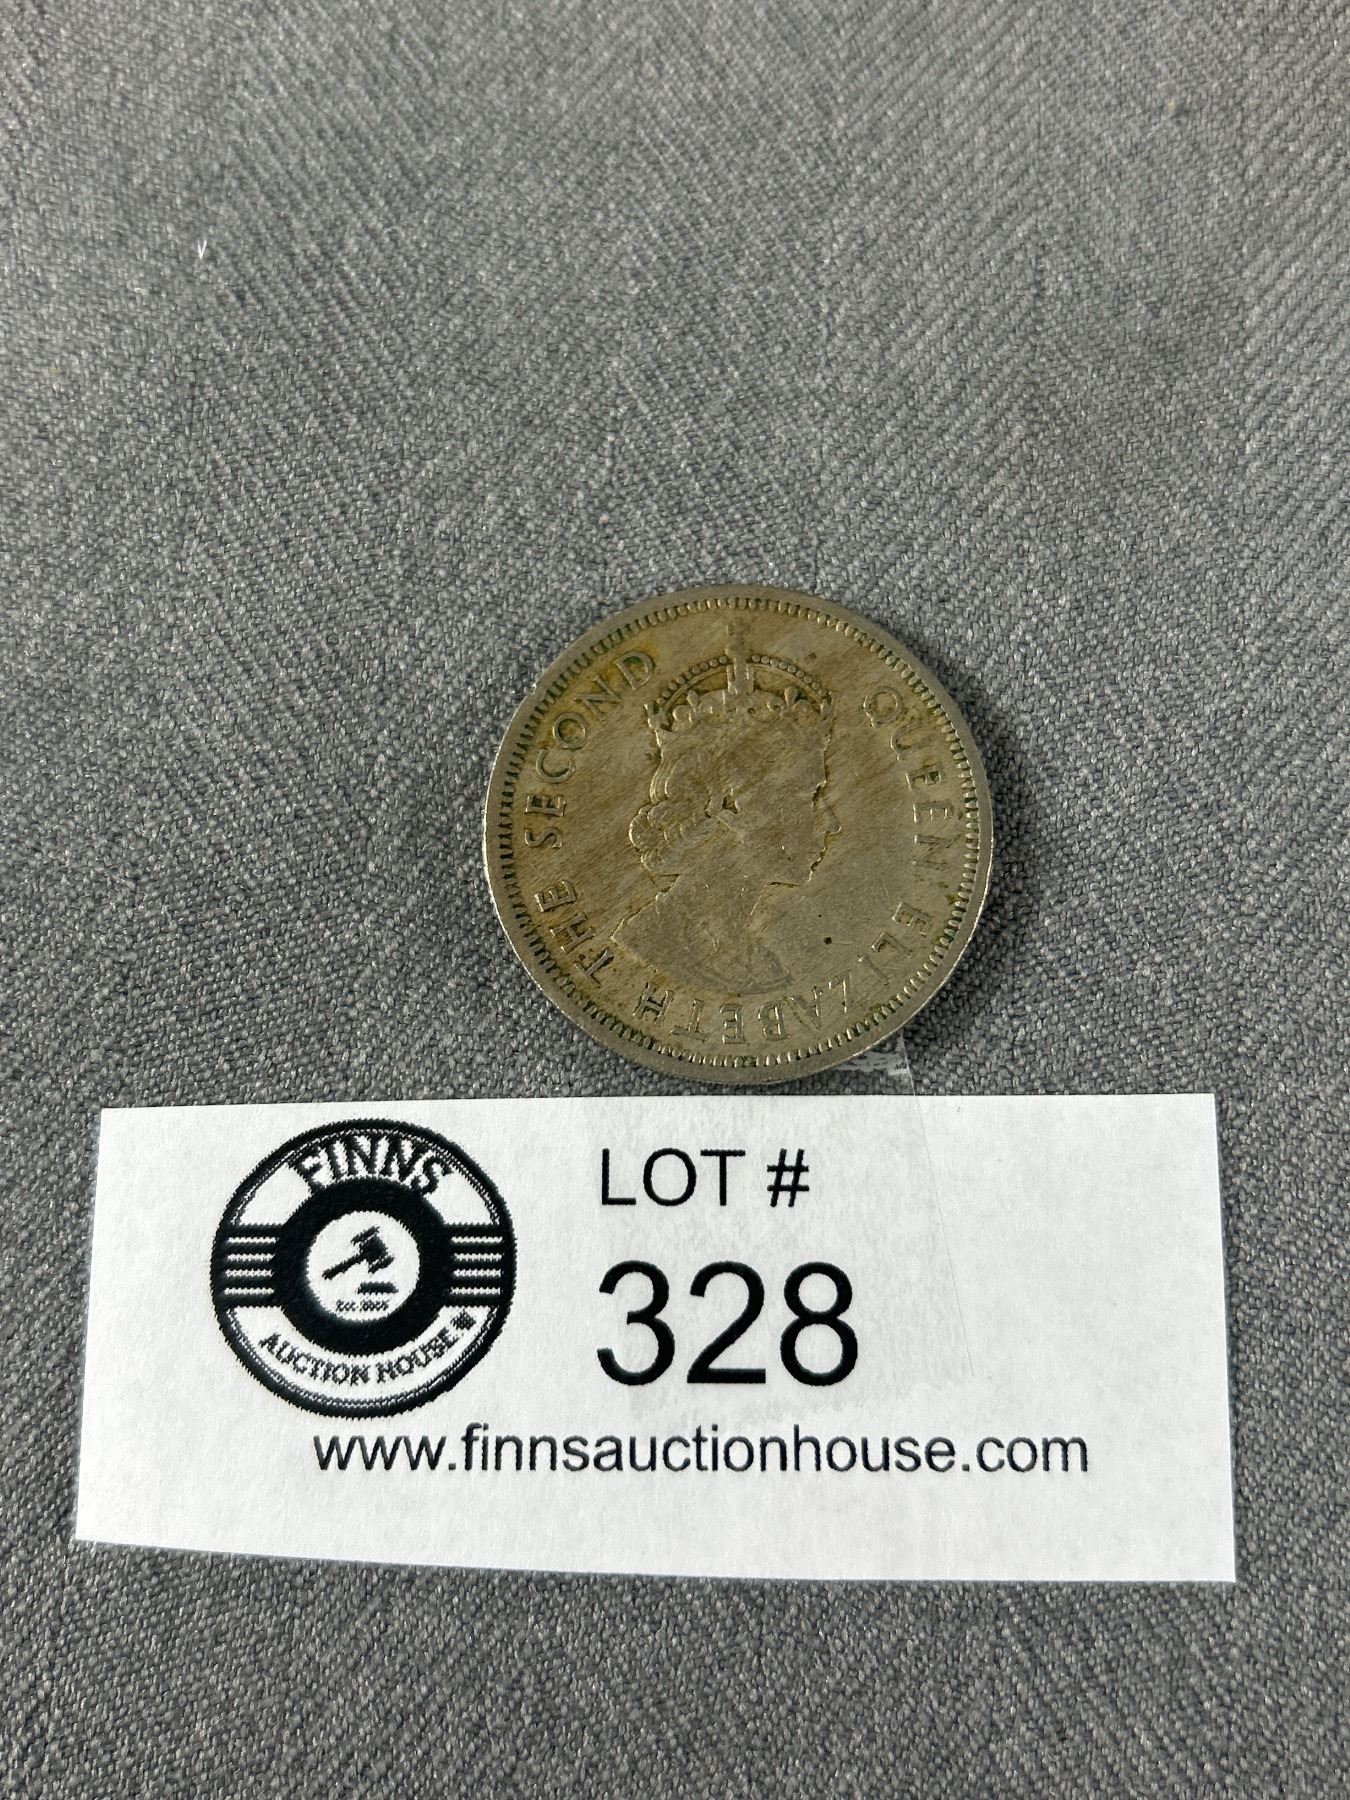 QUEEN ELIZABETH THE SECOND
FINNS
AUCTION HOUSE
LOT #
328
www.finnsauctionhouse.com